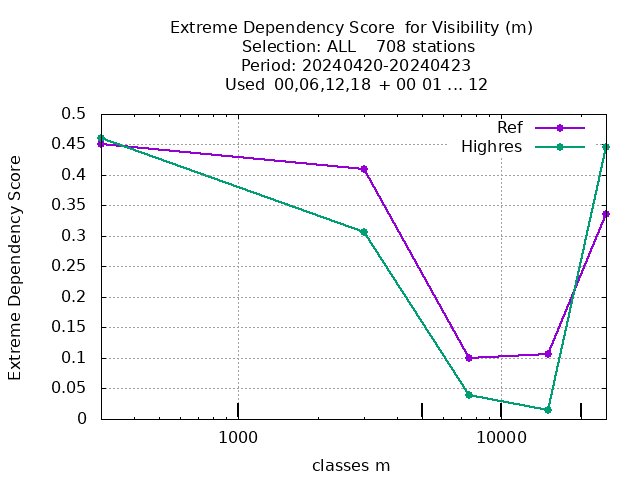 Extreme Dependency Score  for Visibility (m)
Selection: ALL    708 stations
Period: 20240420-20240423
Used  00,06,12,18 + 00 01 ... 12
Ref
Highres
Extreme Dependency Score
0.5
0.45
0.4
0.35
0.3
0.25
0.2
0.15
0.1
0.05
0
1000
10000
classes m